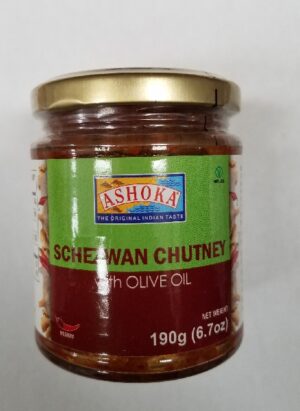 ASHOKA
THE ORIGINAL INDIAN TASTE
SCHEZWAN CHUTNEY
with OLIVE OIL
NET WEIGHT
190g (6.7oz)